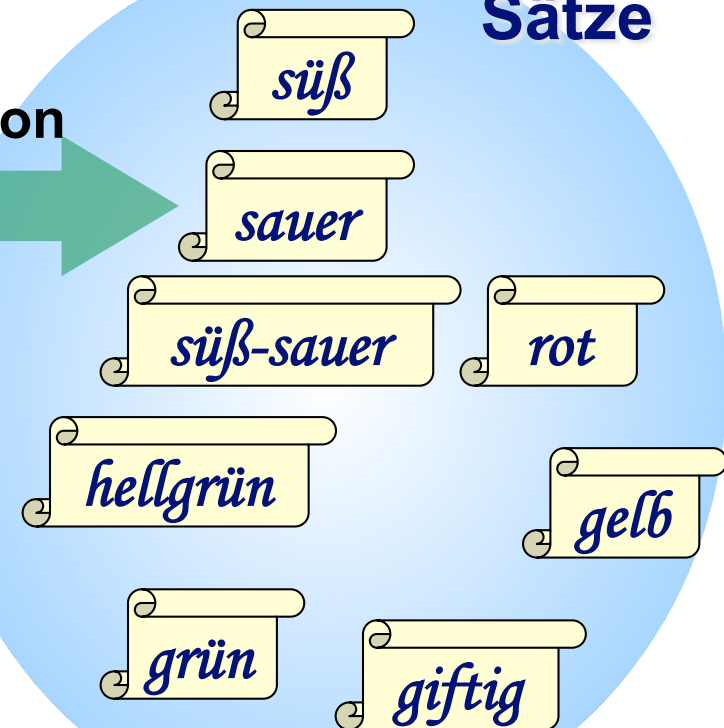 Sätze
süß
on
sauer
süß-sauer
rot
hellgrün
gelb
grün
giftig